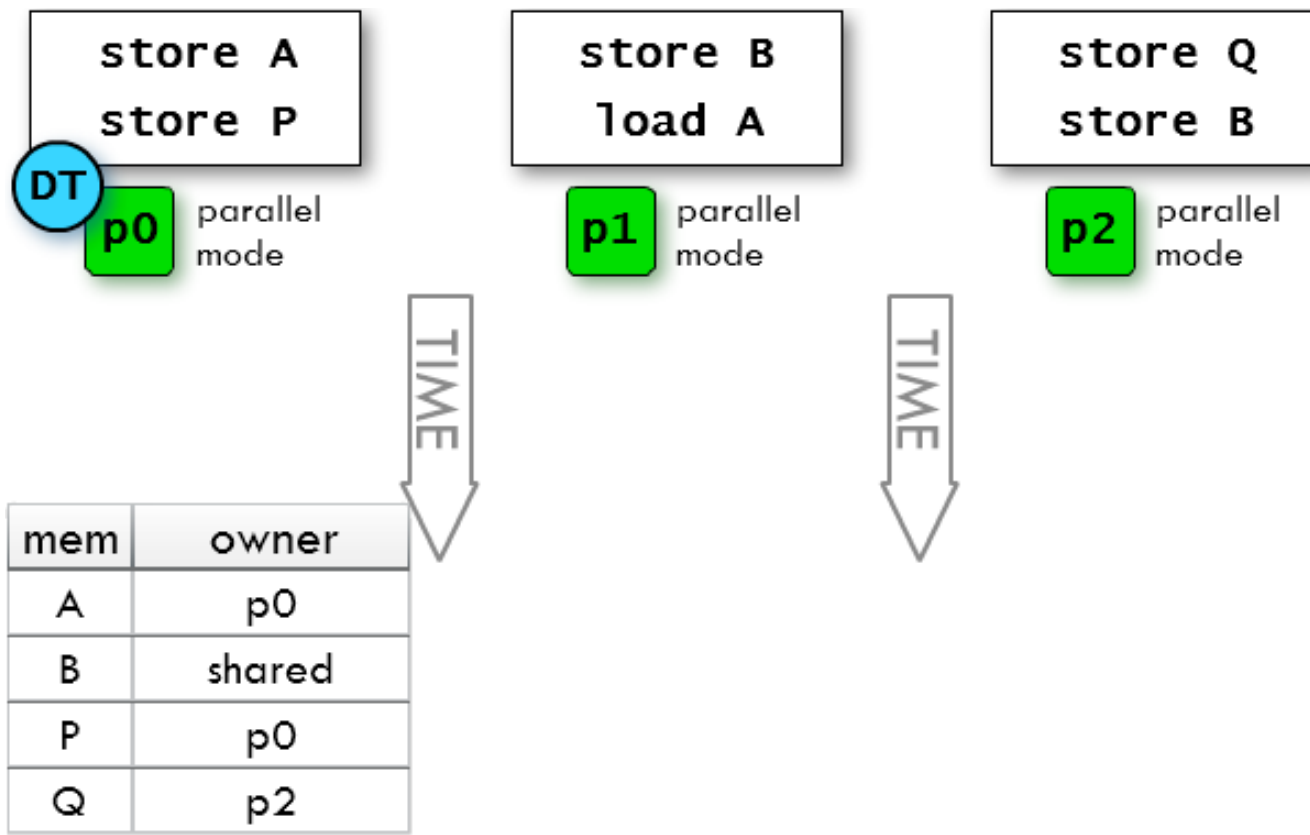 store A
store P
store B
load A
store Q
store B
DT
p0
parallel
mode
p1
parallel
mode
p2
parallel
mode
TIME
TIME
mem owner
A p0
B shared
P p0
Q p2